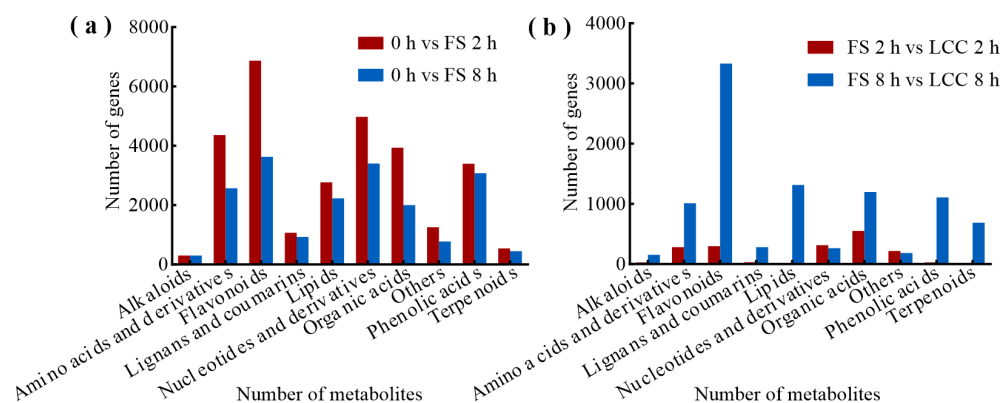 ( a )
8000
6000
4000
2000
0
Number of genes
0 h vs FS 2 h
0 h vs FS 8 h
Alkaloids
Amino acids and derivatives
Flavonoids
Lignans and coumarins
Lipids
Nucleotides and derivatives
Organic acids
Others
Phenolic acids
Terpenoids
Number of metabolites
( b )
4000
3000
2000
1000
0
Number of genes
FS 2 h vs LCC 2 h
FS 8 h vs LCC 8 h
Alkaloids
Amino acids and derivatives
Flavonoids
Lignans and coumarins
Lipids
Nucleotides and derivatives
Organic acids
Others
Phenolic acids
Terpenoids
Number of metabolites